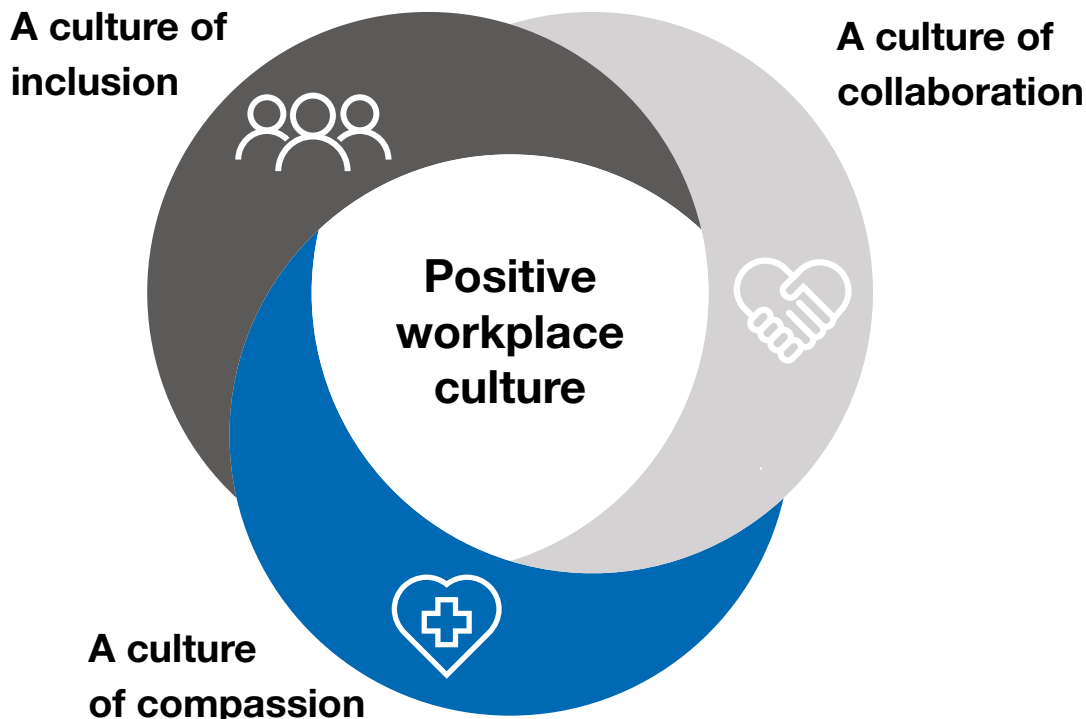 A culture of
inclusion
A culture of
collaboration
Positive
workplace
culture
A culture
of compassion